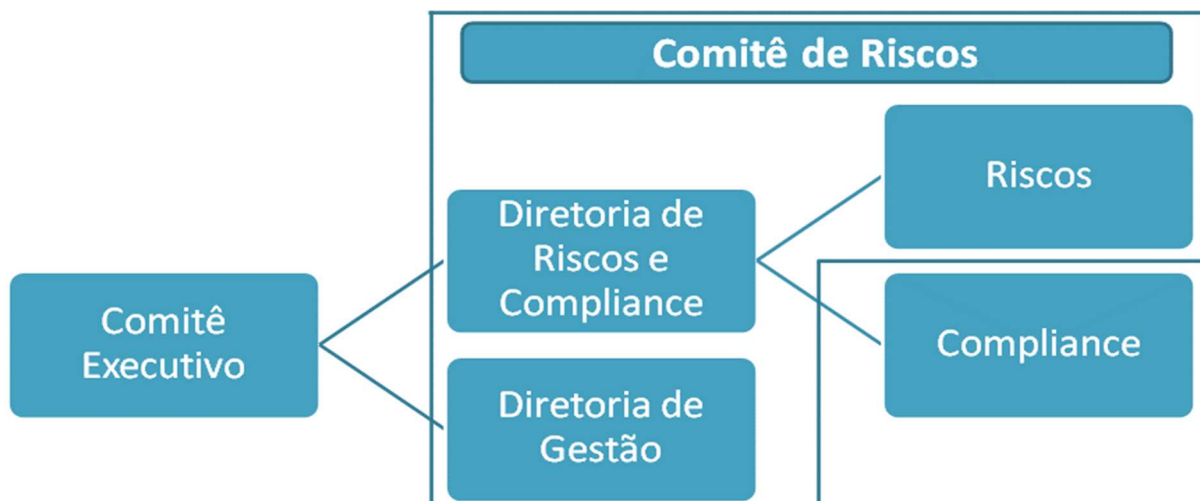 Comitê de Riscos
Riscos
Diretoria de
Riscos e
Compliance
Comitê
Executivo
Compliance
Diretoria de
Gestão